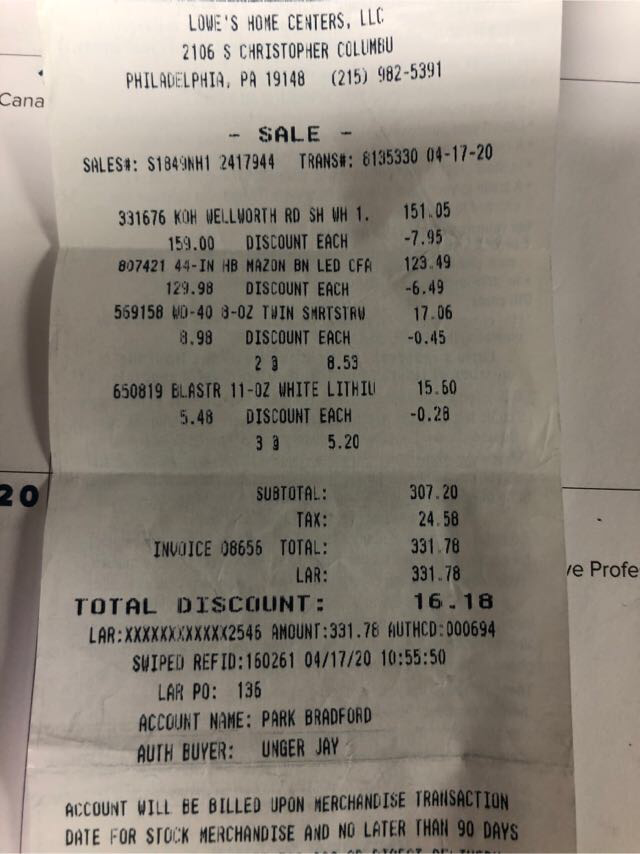 Cana
20
ve Profe
LOWE'S HOME CENTERS, LLC
2106 S CHRISTOPHER COLUMBU
PHILADELPHIA, PA 19148 (215) 982-5391
- SALE -
SALES#: S1849NH1 2417944 TRANS#: 8135330 04-17-20
331676 KOH WELLWORTH RD SH WH 1. 151.05
159.00 DISCOUNT EACH -7.95
807421 44-IN HB MAZON BN LED CFA 123.49
129.98 DISCOUNT EACH -6.49
569158 WD-40 8-OZ TWIN SMRTSTRW 17.06
8.98 DISCOUNT EACH -0.45
2 @ 8.53
650819 BLASTR 11-OZ WHITE LITHIU 15.60
5.48 DISCOUNT EACH -0.28
3 @ 5.20
SUBTOTAL: 307.20
TAX: 24.58
INVOICE 08656 TOTAL: 331.78
LAR: 331.78
TOTAL DISCOUNT: 16.18
LAR:XXXXXXXXXXXX2546 AMOUNT:331.78 AUTHCD:000694
SWIPED REFID:160261 04/17/20 10:55:50
LAR PO: 136
ACCOUNT NAME: PARK BRADFORD
AUTH BUYER: UNGER JAY
ACCOUNT WILL BE BILLED UPON MERCHANDISE TRANSACTION
DATE FOR STOCK MERCHANDISE AND NO LATER THAN 90 DAYS